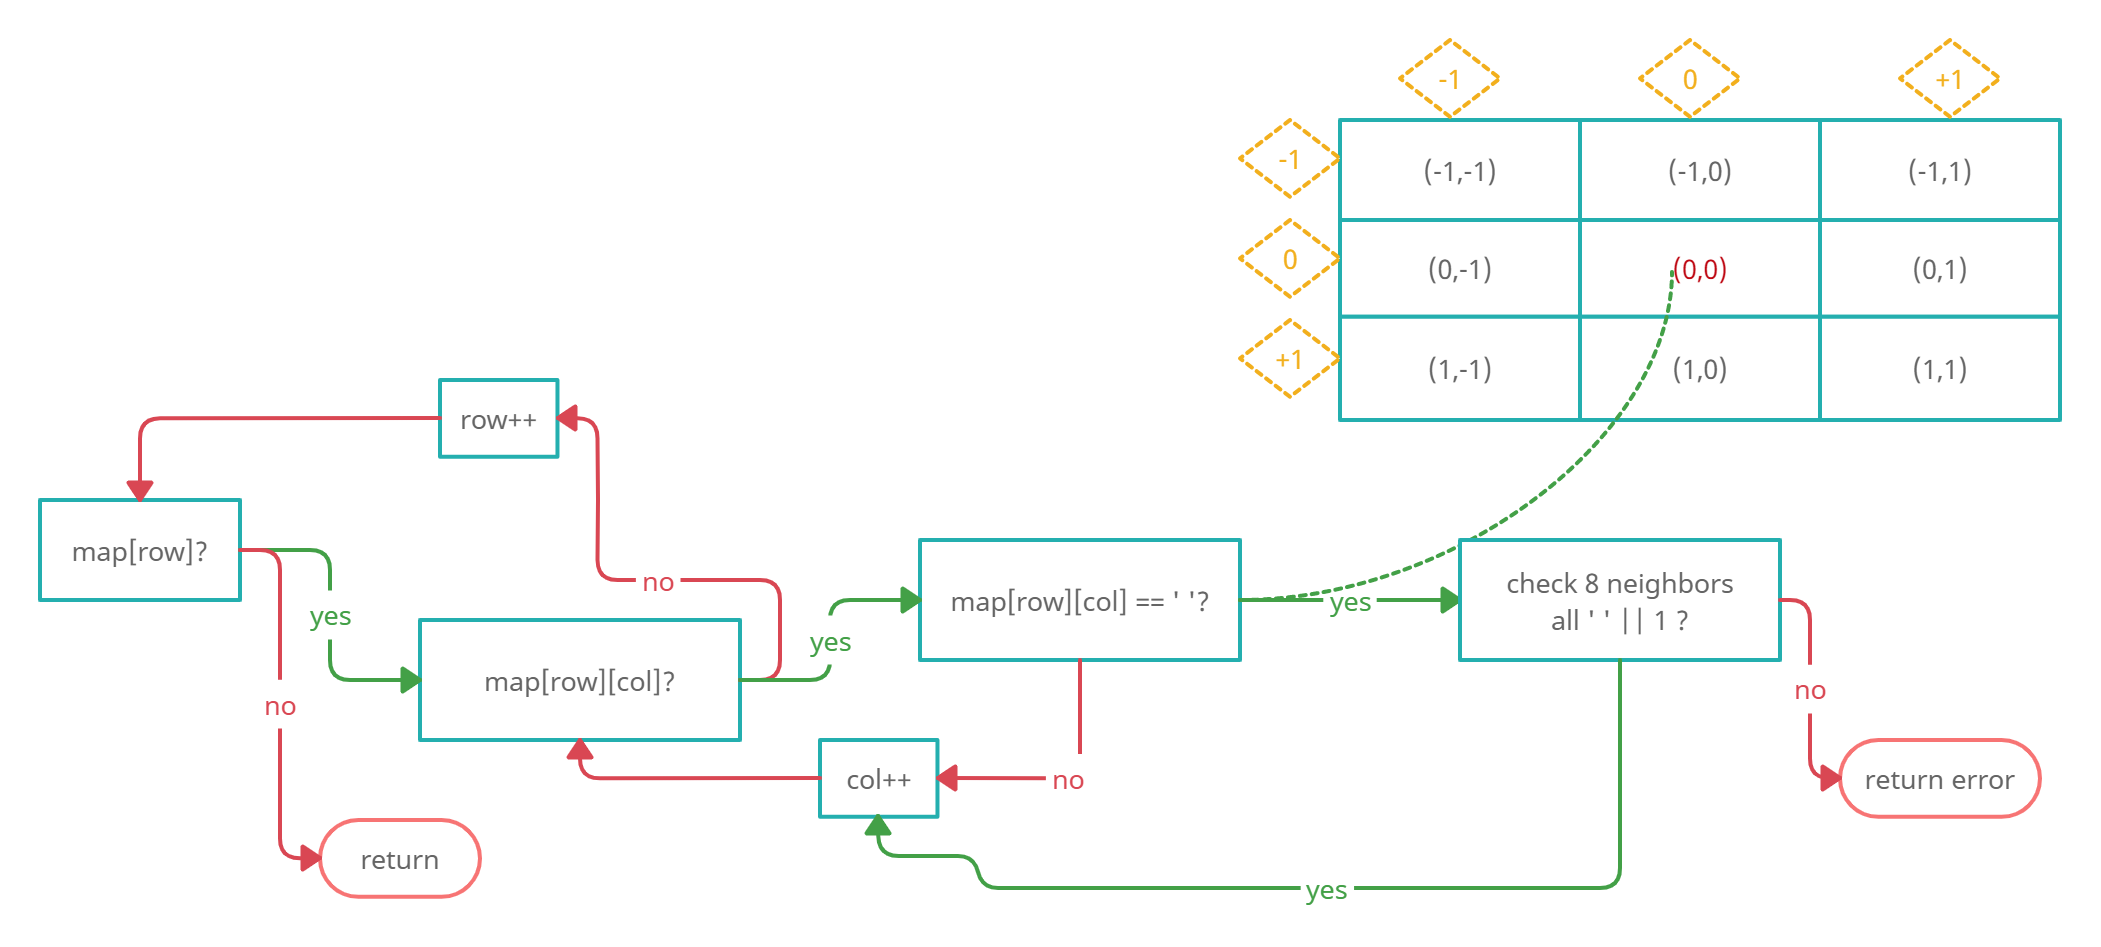 -1
0
+1
-1
(-1,-1)
(-1,0)
(-1,1)
0
(0,-1)
(0,0)
(0,1)
+1
(1,-1)
(1,0)
(1,1)
row++
map[row]?
yes
no
return
map[row][col]?
no
yes
map[row][col] == ' '?
yes
no
col++
check 8 neighbors
all ' ' || 1 ?
no
return error
yes